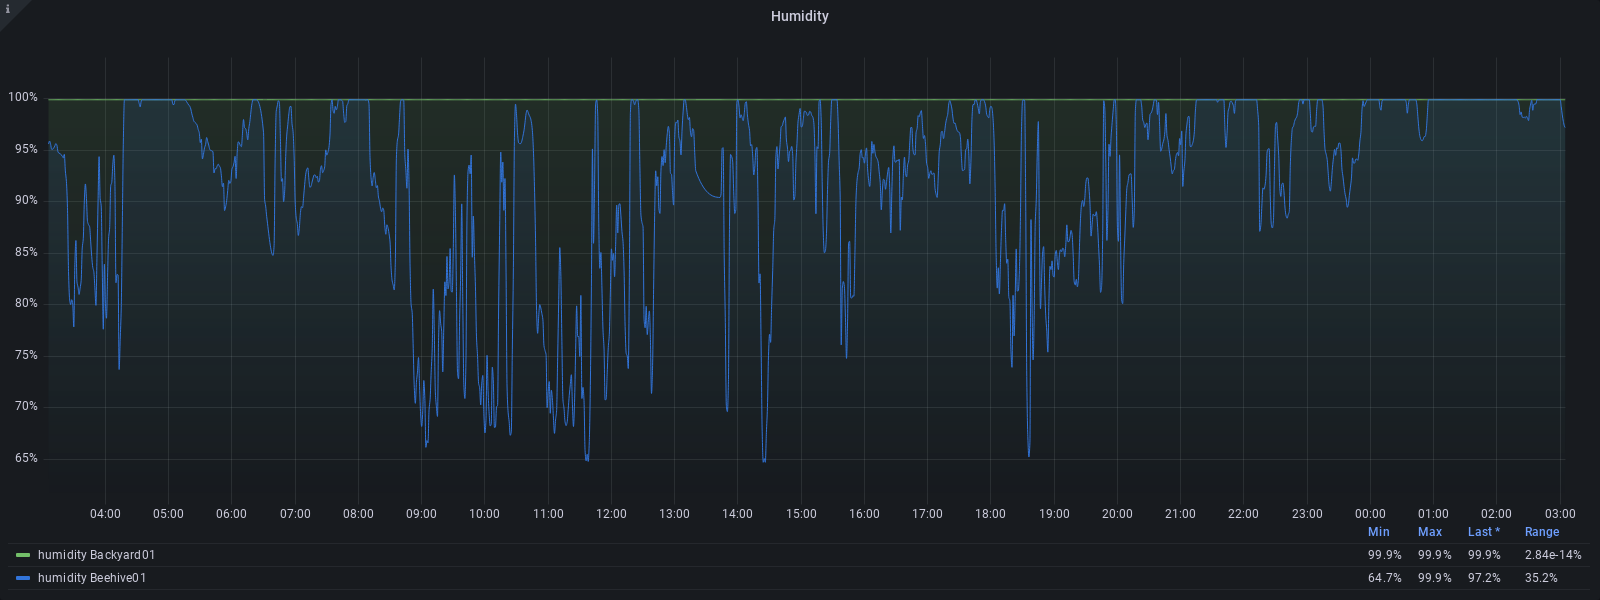 i
Humidity
100%
95%
90%
85%
80%
75%
70%
65%
04:00 05:00 06:00 07:00 08:00 09:00 10:00 11:00 12:00 13:00 14:00 15:00 16:00 17:00 18:00 19:00 20:00 21:00 22:00 23:00 00:00 01:00 02:00 03:00
Min Max Last * Range
humidity Backyard01 99.9% 99.9% 99.9% 2.84e-14%
humidity Beehive01 64.7% 99.9% 97.2% 35.2%